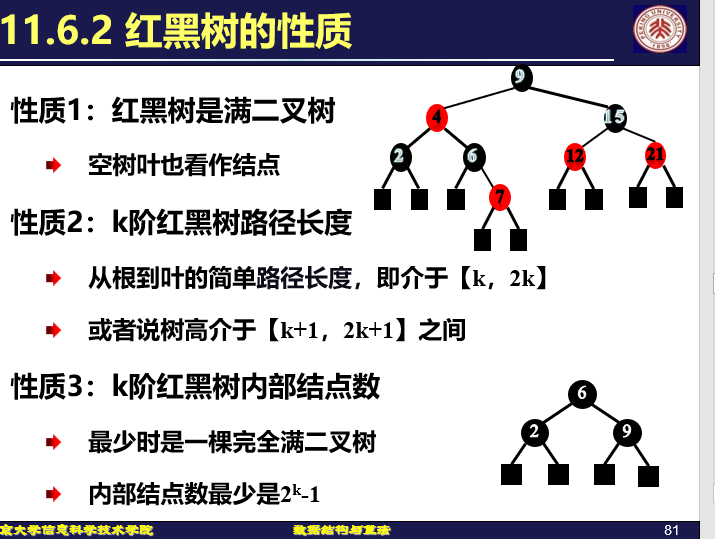 11.6.2 红黑树的性质
性质1：红黑树是满二叉树
空树叶也看作结点
性质2：k阶红黑树路径长度
从根到叶的简单路径长度，即介于【k，2k】
或者说树高介于【k+1，2k+1】之间
性质3：k阶红黑树内部结点数
最少时是一棵完全满二叉树
内部结点数最少是2ᵏ-1
9
4
15
2
6
12
21
7
6
2
9
PEKING UNIVERSITY
1898
京大学信息科学技术学院
数据结构与算法
81